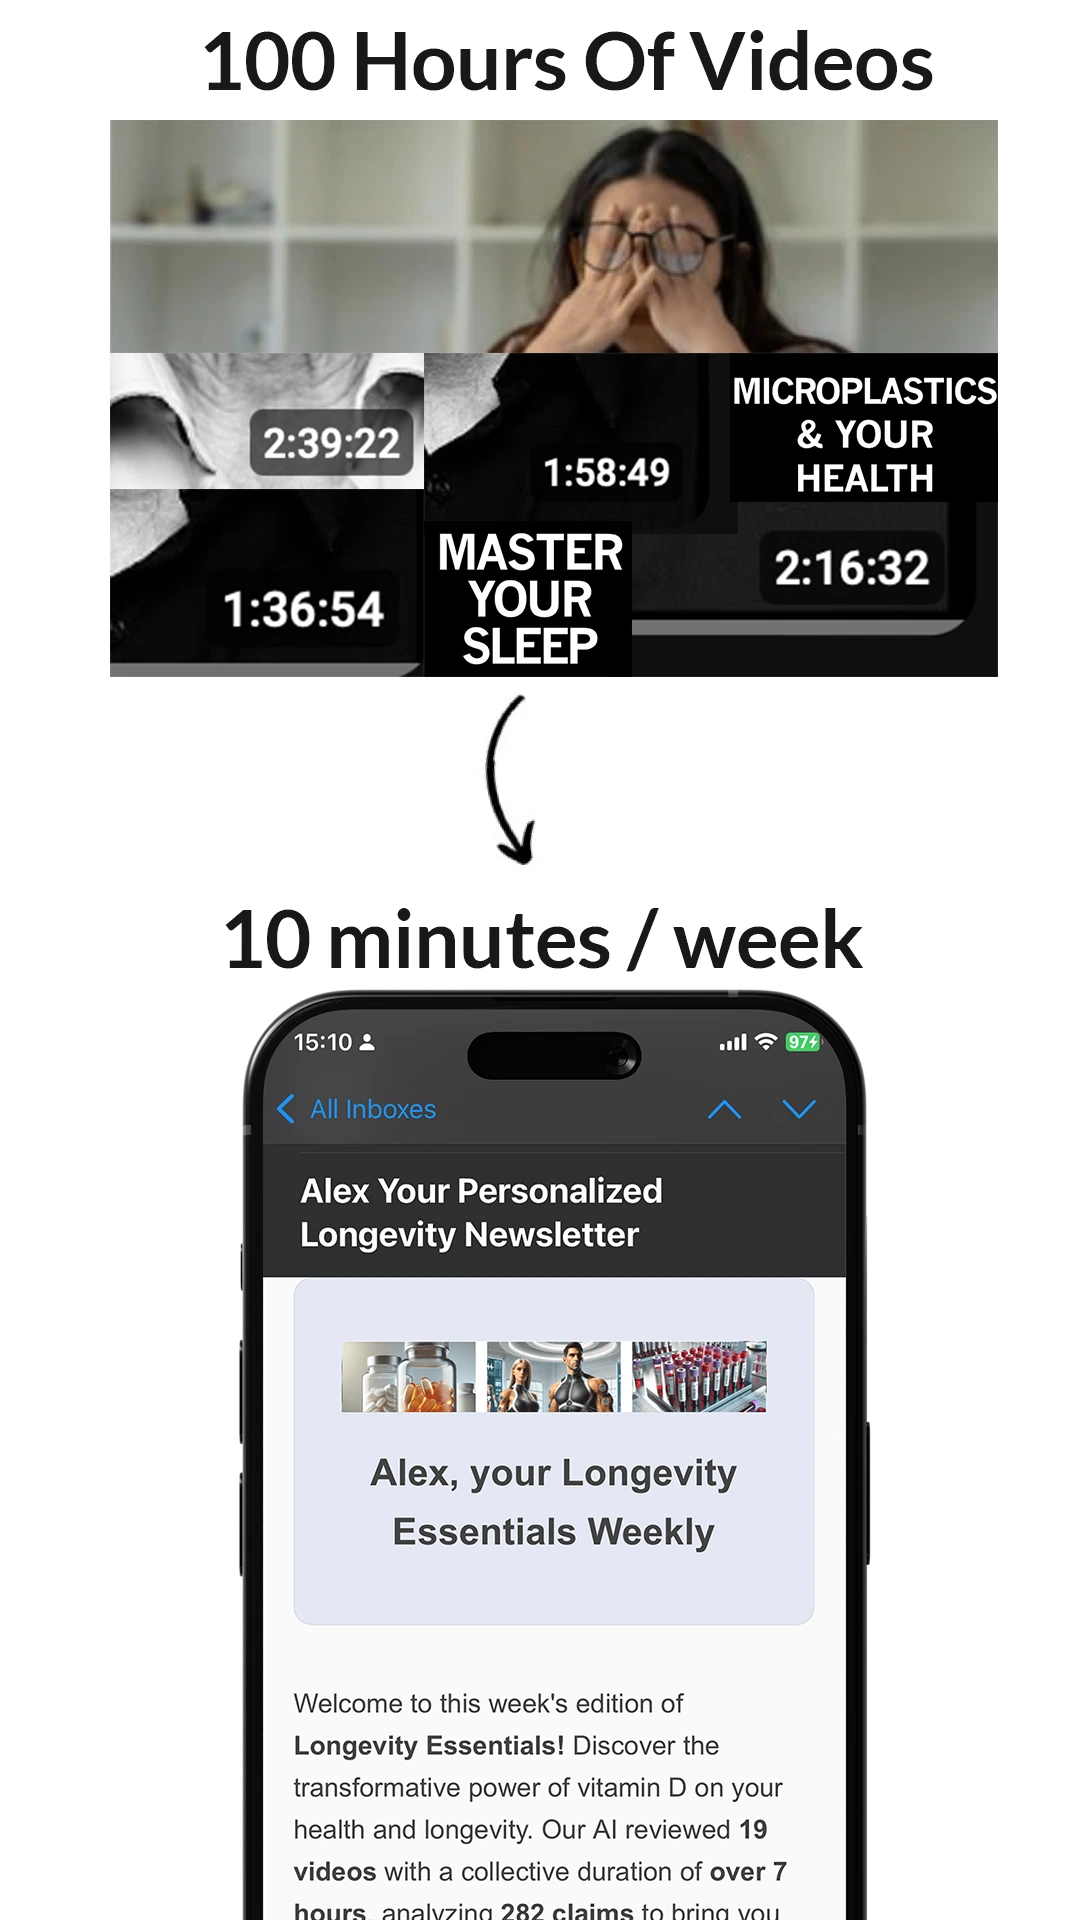 100 Hours Of Videos
2:39:22
1:58:49
MICROPLASTICS
& YOUR
HEALTH
1:36:54
MASTER
YOUR
SLEEP
2:16:32
10 minutes / week
15:10
97
All Inboxes
Alex Your Personalized
Longevity Newsletter
Alex, your Longevity
Essentials Weekly
Welcome to this week's edition of
Longevity Essentials! Discover the
transformative power of vitamin D on your
health and longevity. Our AI reviewed 19
videos with a collective duration of over 7
hours, analyzing 282 claims to bring you